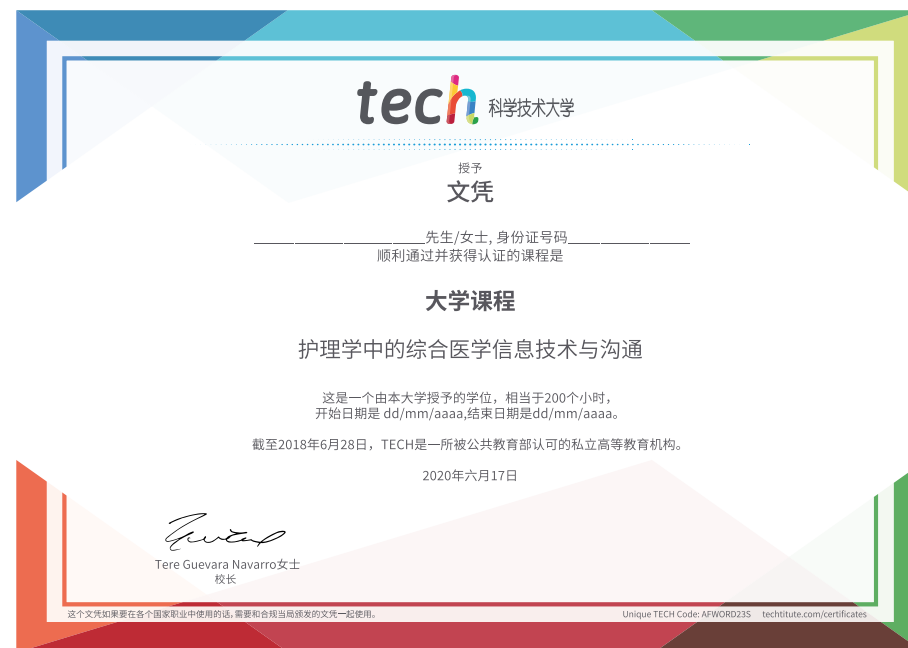 tech 科学技术大学
授予
文凭
先生/女士, 身份证号码
顺利通过并获得认证的课程是
大学课程
护理学中的综合医学信息技术与沟通
这是一个由本大学授予的学位，相当于200个小时，
开始日期是 dd/mm/aaaa,结束日期是dd/mm/aaaa。
截至2018年6月28日，TECH是一所被公共教育部认可的私立高等教育机构。
2020年六月17日
Tere Guevara Navarro女士
校长
这个文凭如果要在各个国家职业中使用的话,需要和合规当局颁发的文凭一起使用。
Unique TECH Code: AFWORD23S techtitute.com/certificates